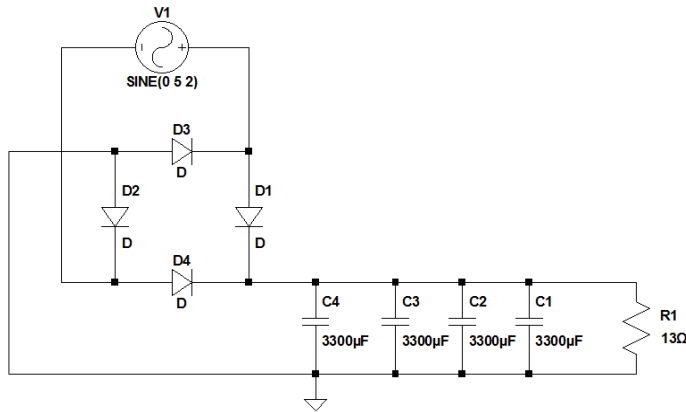 V1
SINE(0 5 2)
D3
D
D2
D
D1
D
D4
D
C4
3300µF
C3
3300µF
C2
3300µF
C1
3300µF
R1
13Ω